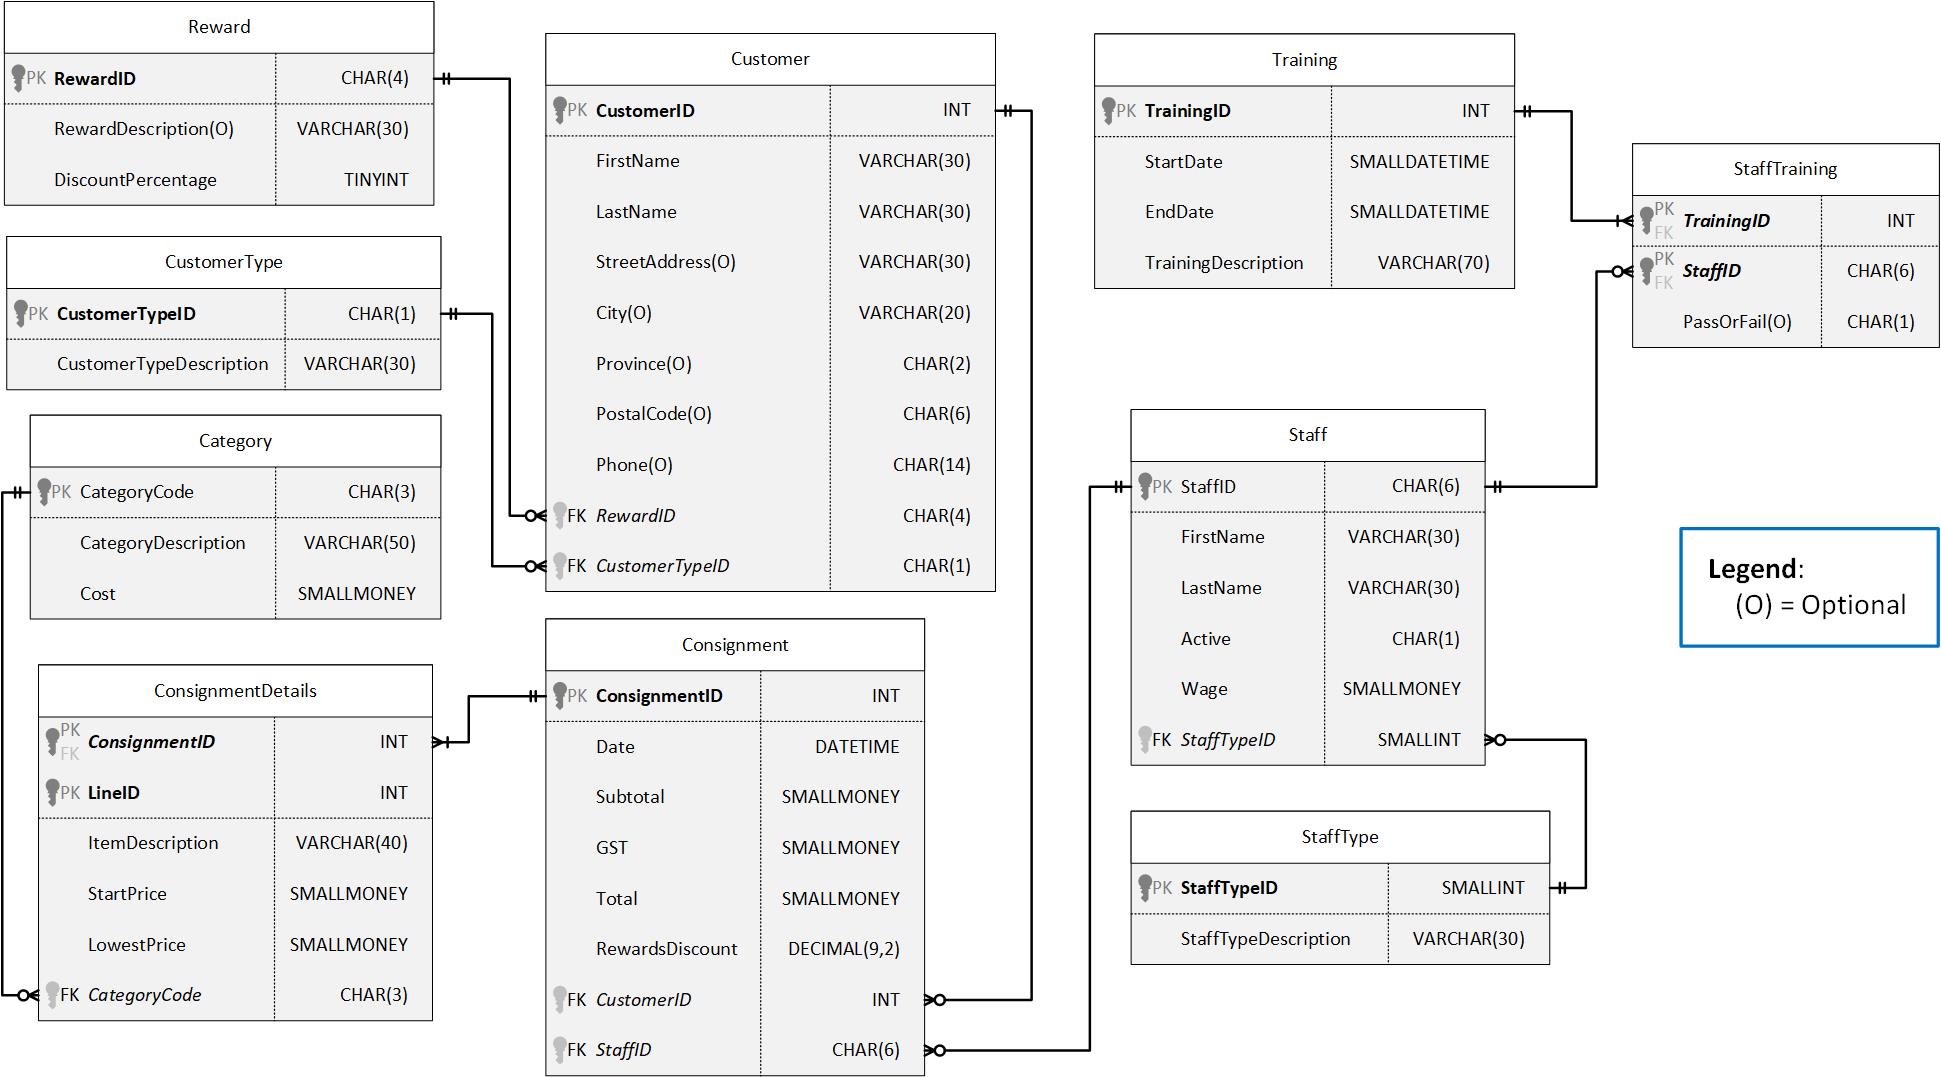 Reward
PK RewardID CHAR(4)
RewardDescription(O) VARCHAR(30)
DiscountPercentage TINYINT
CustomerType
PK CustomerTypeID CHAR(1)
CustomerTypeDescription VARCHAR(30)
Category
PK CategoryCode CHAR(3)
CategoryDescription VARCHAR(50)
Cost SMALLMONEY
ConsignmentDetails
PK
FK ConsignmentID INT
PK LineID INT
ItemDescription VARCHAR(40)
StartPrice SMALLMONEY
LowestPrice SMALLMONEY
FK CategoryCode CHAR(3)
Customer
PK CustomerID INT
FirstName VARCHAR(30)
LastName VARCHAR(30)
StreetAddress(O) VARCHAR(30)
City(O) VARCHAR(20)
Province(O) CHAR(2)
PostalCode(O) CHAR(6)
Phone(O) CHAR(14)
FK RewardID CHAR(4)
FK CustomerTypeID CHAR(1)
Consignment
PK ConsignmentID INT
Date DATETIME
Subtotal SMALLMONEY
GST SMALLMONEY
Total SMALLMONEY
RewardsDiscount DECIMAL(9,2)
FK CustomerID INT
FK StaffID CHAR(6)
Training
PK TrainingID INT
StartDate SMALLDATETIME
EndDate SMALLDATETIME
TrainingDescription VARCHAR(70)
StaffTraining
PK
FK TrainingID INT
PK
FK StaffID CHAR(6)
PassOrFail(O) CHAR(1)
Staff
PK StaffID CHAR(6)
FirstName VARCHAR(30)
LastName VARCHAR(30)
Active CHAR(1)
Wage SMALLMONEY
FK StaffTypeID SMALLINT
StaffType
PK StaffTypeID SMALLINT
StaffTypeDescription VARCHAR(30)
Legend:
(O) = Optional